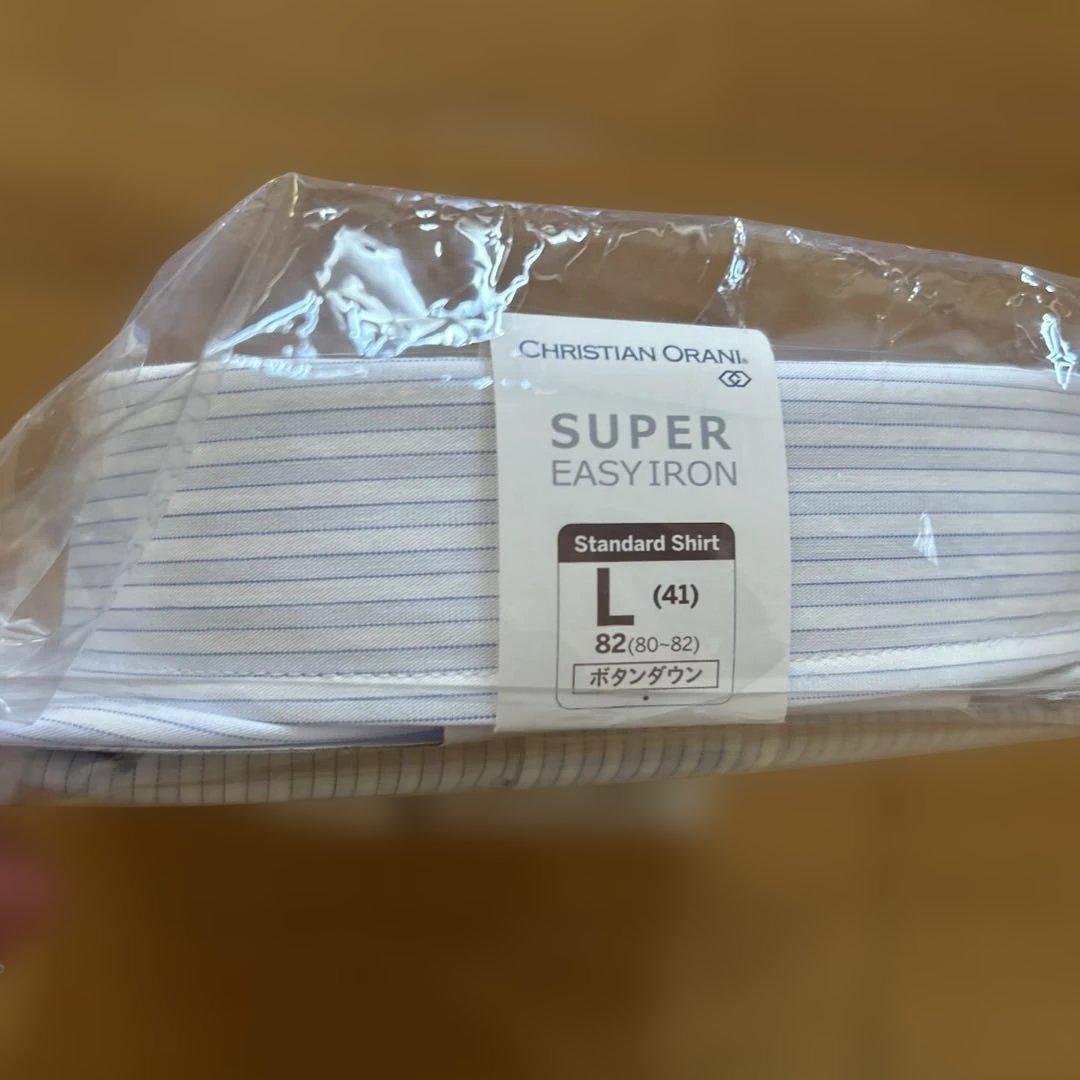 CHRISTIAN ORANI®
SUPER
EASY IRON
Standard Shirt
L (41)
82(80~82)
ボタンダウン